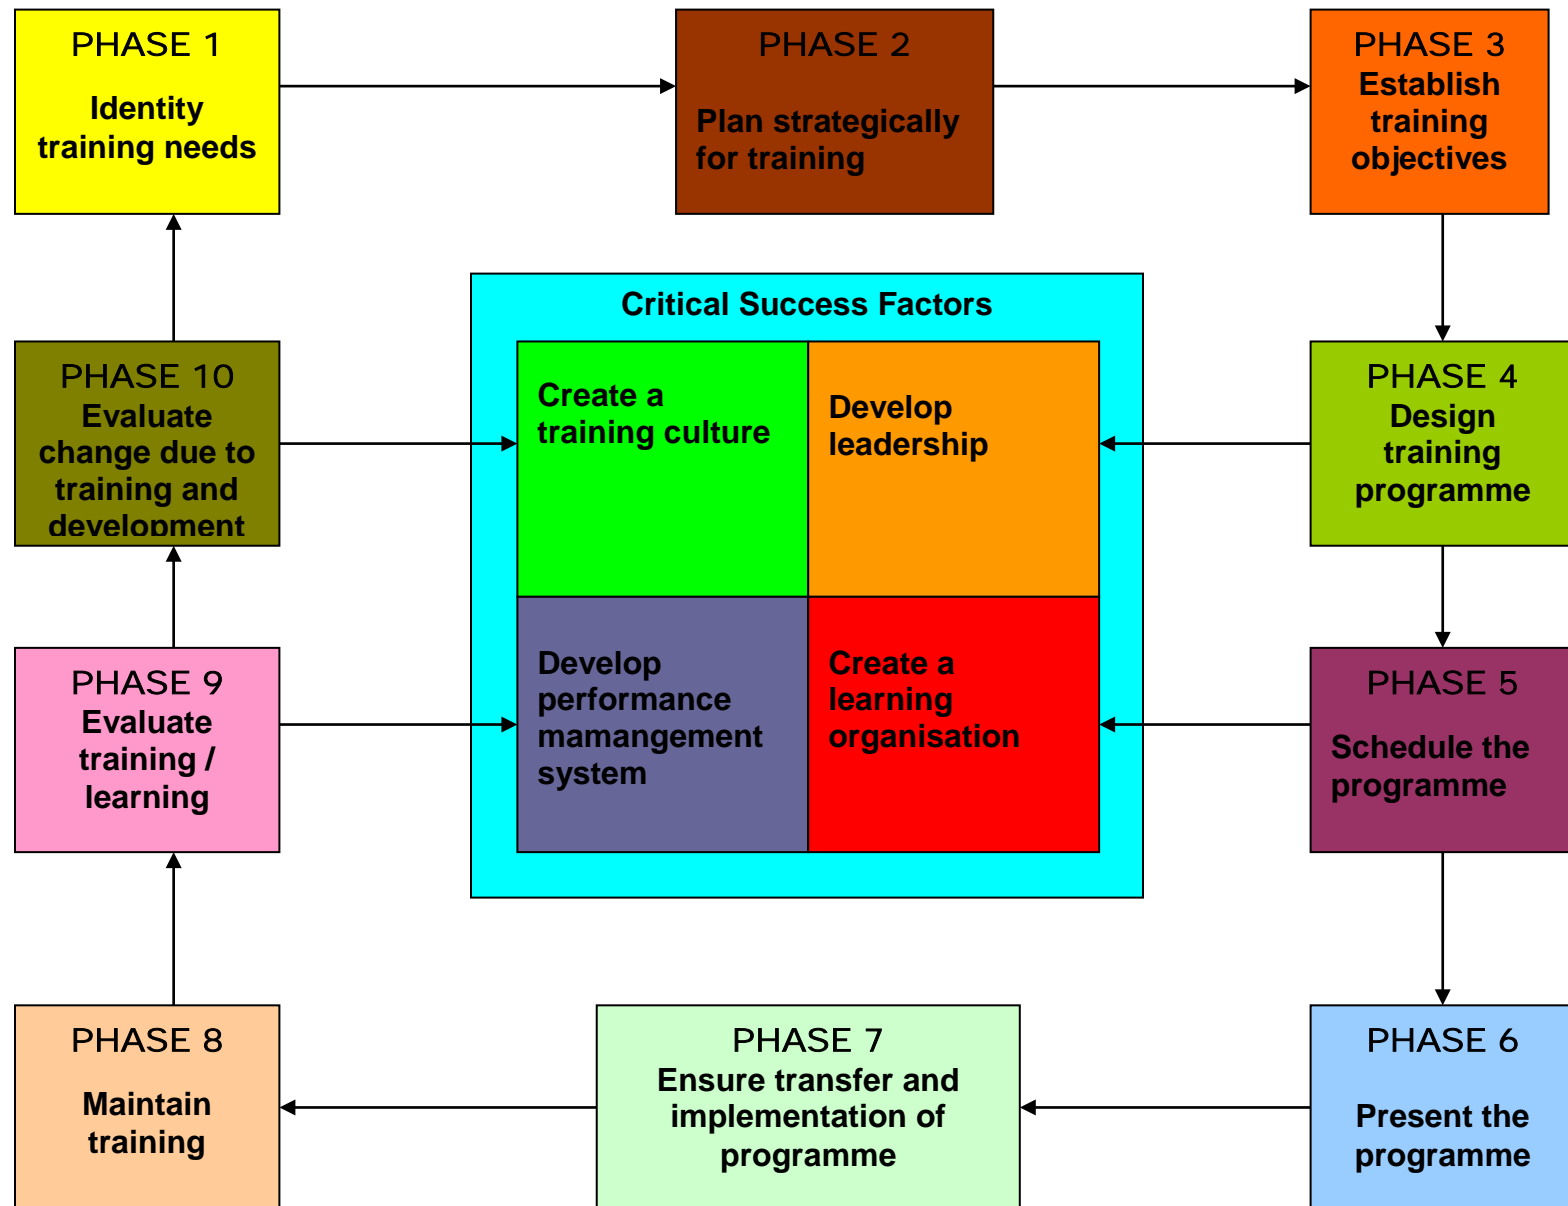 PHASE 1
Identity
training needs
PHASE 2
Plan strategically
for training
PHASE 3
Establish
training
objectives
Critical Success Factors
Create a
training culture
Develop
leadership
Develop
performance
mamangement
system
Create a
learning
organisation
PHASE 4
Design
training
programme
PHASE 5
Schedule the
programme
PHASE 6
Present the
programme
PHASE 7
Ensure transfer and
implementation of
programme
PHASE 8
Maintain
training
PHASE 9
Evaluate
training /
learning
PHASE 10
Evaluate
change due to
training and
development